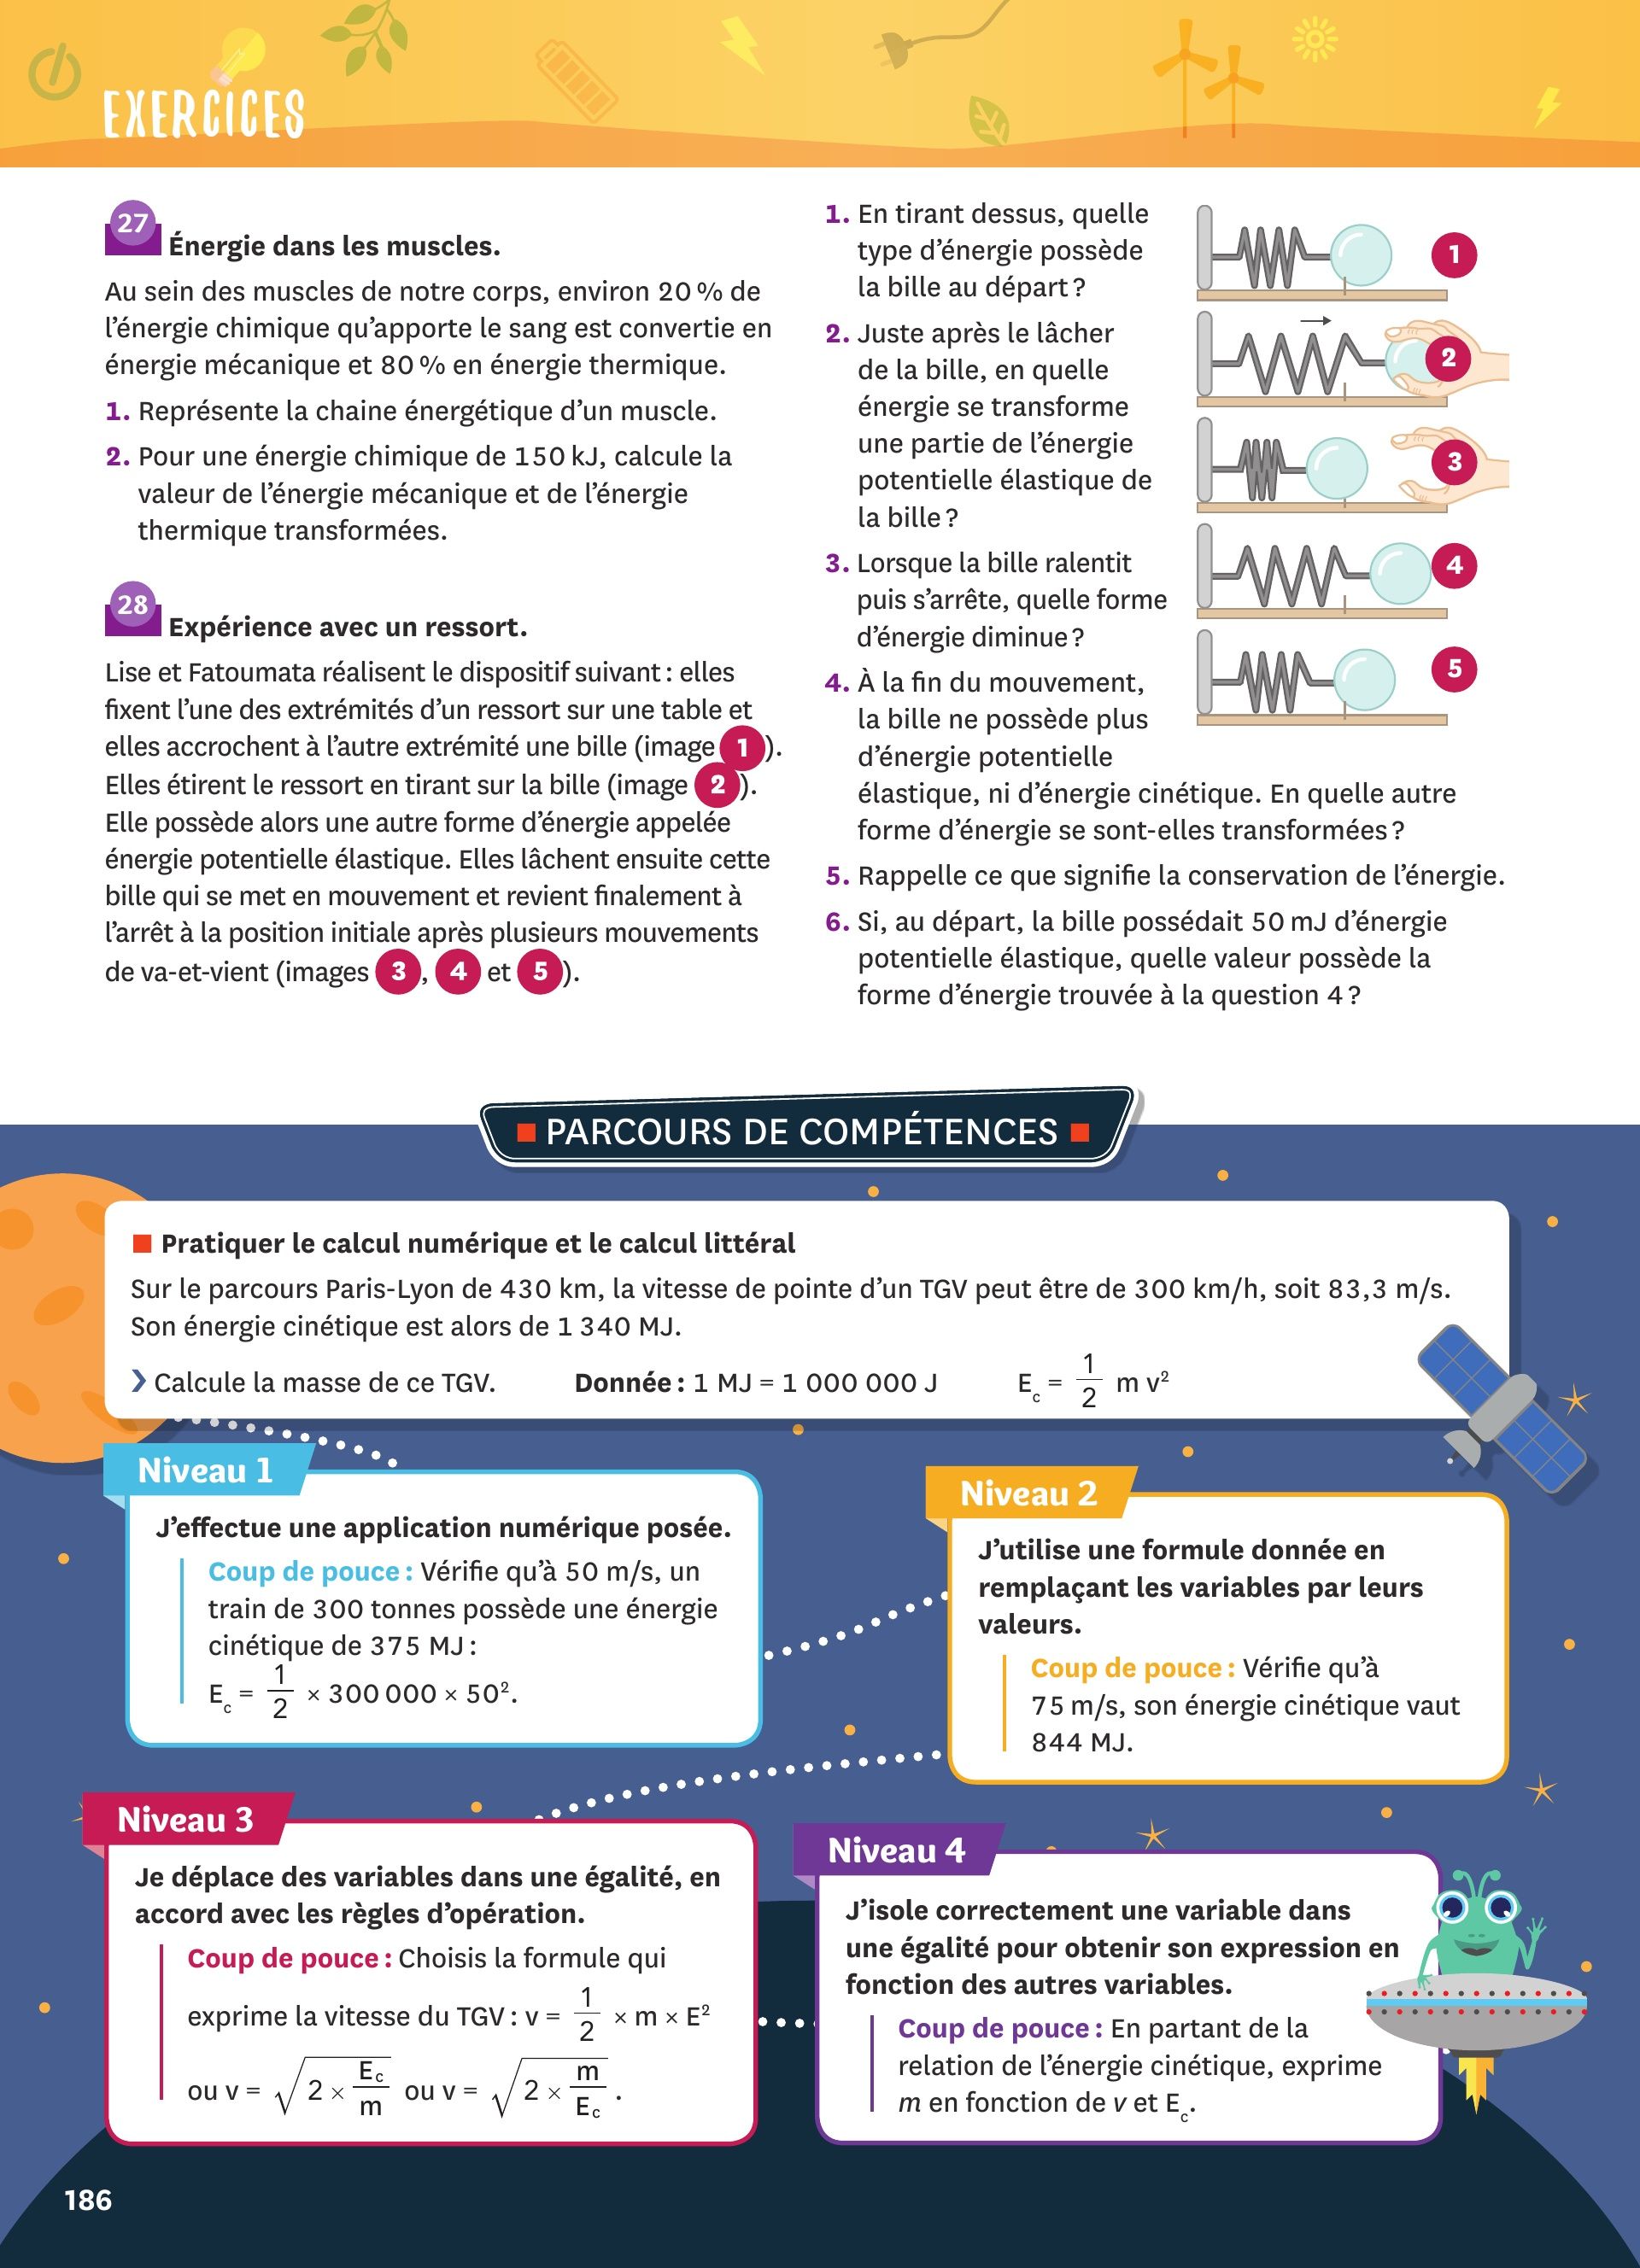 EXERCICES
27 Énergie dans les muscles.
Au sein des muscles de notre corps, environ 20 % de
l’énergie chimique qu’apporte le sang est convertie en
énergie mécanique et 80 % en énergie thermique.
1. Représente la chaine énergétique d’un muscle.
2. Pour une énergie chimique de 150 kJ, calcule la
valeur de l’énergie mécanique et de l’énergie
thermique transformées.
28 Expérience avec un ressort.
Lise et Fatoumata réalisent le dispositif suivant : elles
fixent l’une des extrémités d’un ressort sur une table et
elles accrochent à l’autre extrémité une bille (image 1).
Elles étirent le ressort en tirant sur la bille (image 2).
Elle possède alors une autre forme d’énergie appelée
énergie potentielle élastique. Elles lâchent ensuite cette
bille qui se met en mouvement et revient finalement à
l’arrêt à la position initiale après plusieurs mouvements
de va-et-vient (images 3, 4 et 5).
1. En tirant dessus, quelle
type d’énergie possède
la bille au départ ?
2. Juste après le lâcher
de la bille, en quelle
énergie se transforme
une partie de l’énergie
potentielle élastique de
la bille ?
3. Lorsque la bille ralentit
puis s’arrête, quelle forme
d’énergie diminue ?
4. À la fin du mouvement,
la bille ne possède plus
d’énergie potentielle
élastique, ni d’énergie cinétique. En quelle autre
forme d’énergie se sont-elles transformées ?
5. Rappelle ce que signifie la conservation de l’énergie.
6. Si, au départ, la bille possédait 50 mJ d’énergie
potentielle élastique, quelle valeur possède la
forme d’énergie trouvée à la question 4 ?
1
2
3
4
5
PARCOURS DE COMPÉTENCES
Pratiquer le calcul numérique et le calcul littéral
Sur le parcours Paris-Lyon de 430 km, la vitesse de pointe d’un TGV peut être de 300 km/h, soit 83,3 m/s.
Son énergie cinétique est alors de 1 340 MJ.
❯ Calcule la masse de ce TGV. Donnée : 1 MJ = 1 000 000 J E_c = 1/2 m v²
Niveau 1
J’effectue une application numérique posée.
Coup de pouce : Vérifie qu’à 50 m/s, un
train de 300 tonnes possède une énergie
cinétique de 375 MJ :
E_c = 1/2 × 300 000 × 50².
Niveau 2
J’utilise une formule donnée en
remplaçant les variables par leurs
valeurs.
Coup de pouce : Vérifie qu’à
75 m/s, son énergie cinétique vaut
844 MJ.
Niveau 3
Je déplace des variables dans une égalité, en
accord avec les règles d’opération.
Coup de pouce : Choisis la formule qui
exprime la vitesse du TGV : v = 1/2 × m × E²
ou v = √(2 × E_c/m) ou v = √(2 × m/E_c).
Niveau 4
J’isole correctement une variable dans
une égalité pour obtenir son expression en
fonction des autres variables.
Coup de pouce : En partant de la
relation de l’énergie cinétique, exprime
m en fonction de v et E_c.
186